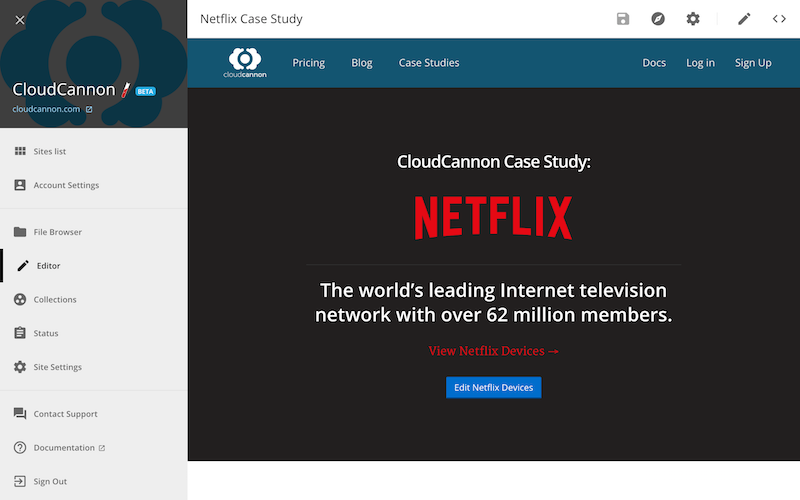 CloudCannon BETA
cloudcannon.com
Sites list
Account Settings
File Browser
Editor
Collections
Status
Site Settings
Contact Support
Documentation
Sign Out
Netflix Case Study
cloudcannon
Pricing Blog Case Studies Docs Log in Sign Up
CloudCannon Case Study:
NETFLIX
The world’s leading Internet television
network with over 62 million members.
View Netflix Devices →
Edit Netflix Devices